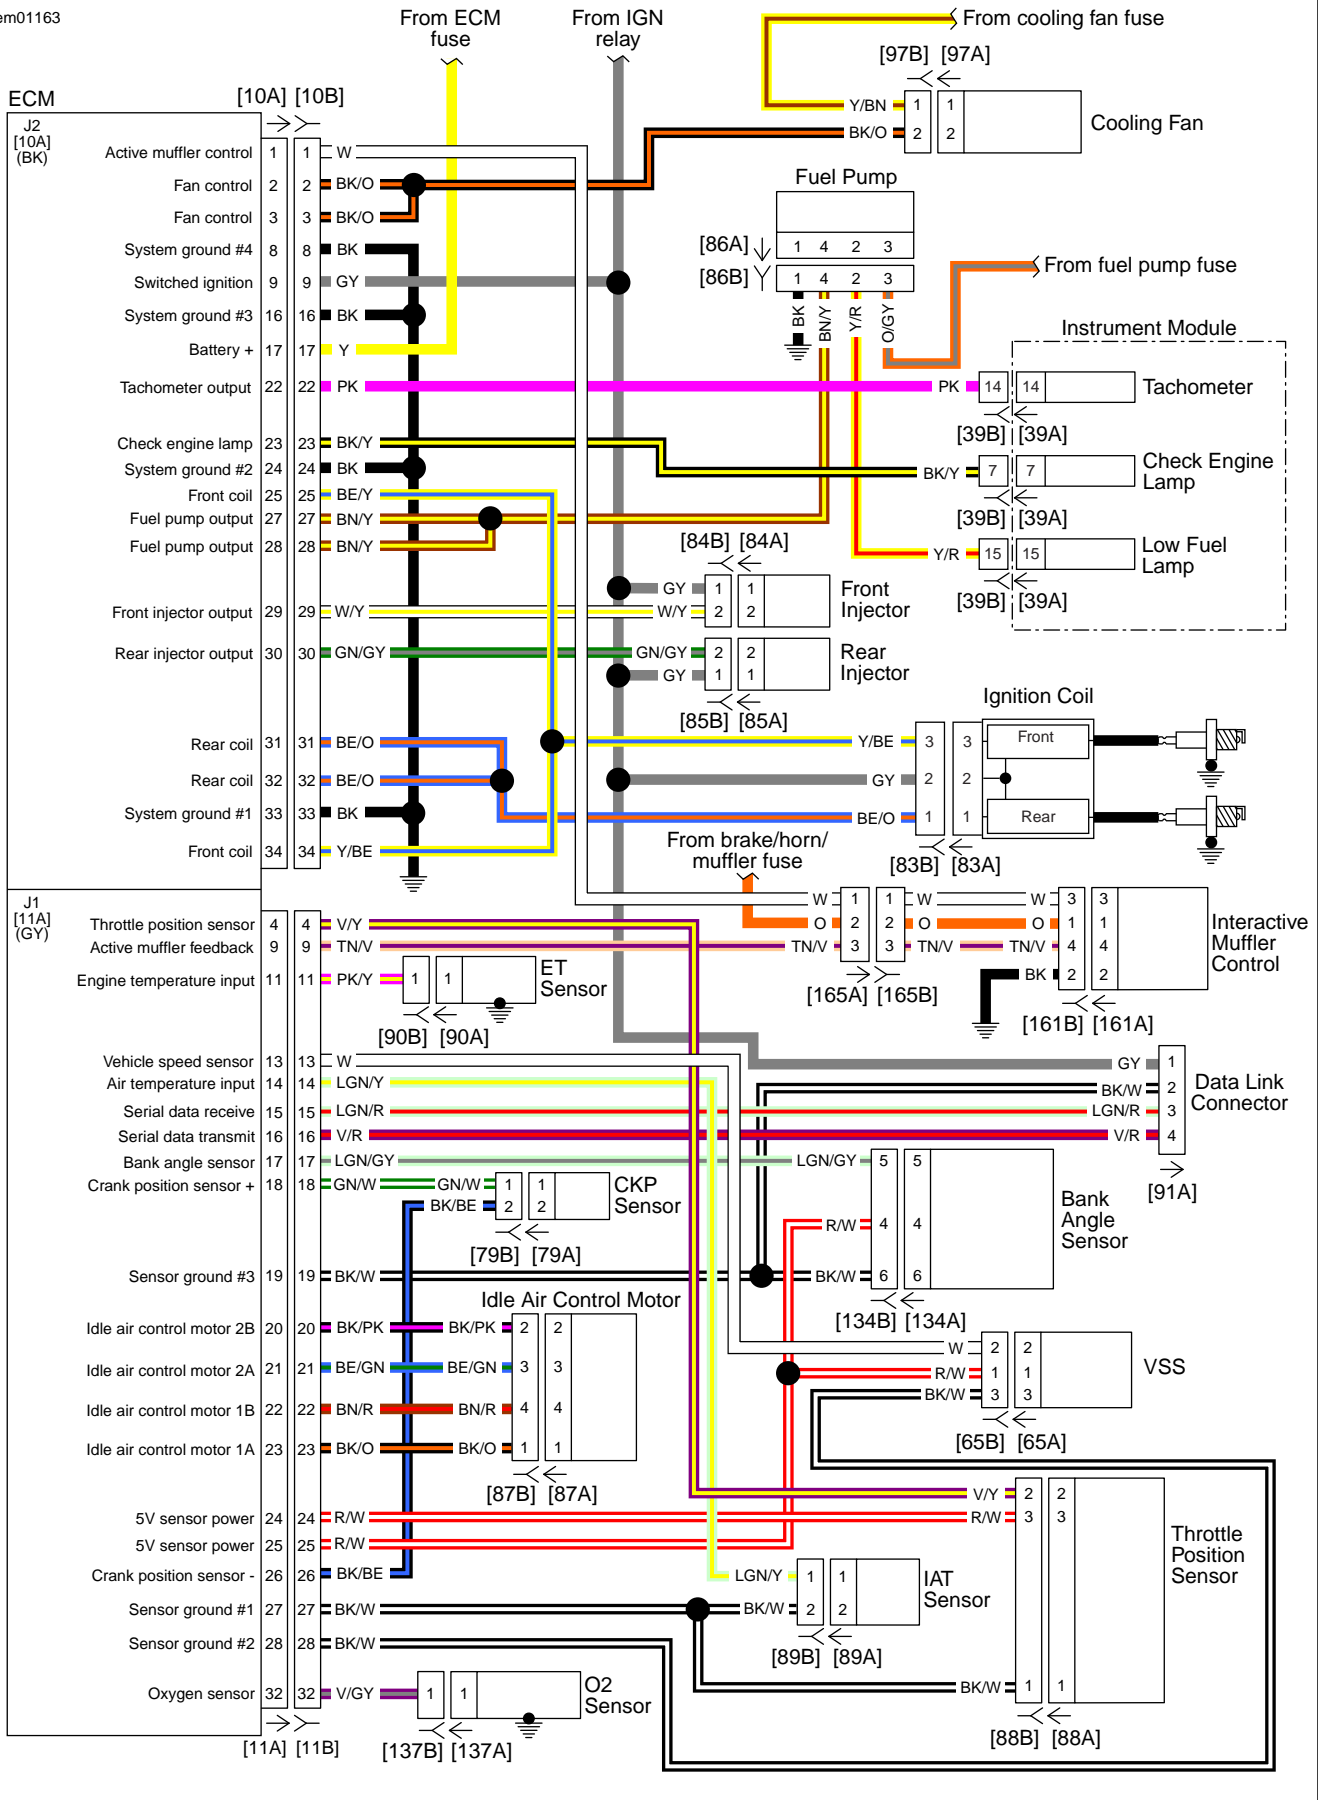 em01163
From ECM
fuse
From IGN
relay
From cooling fan fuse
[97B] [97A]
ECM
[10A] [10B]
J2
[10A]
(BK)
Y/BN 1 1
BK/O 2 2
Cooling Fan
Active muffler control 1 1 W
Fan control 2 2 BK/O
Fan control 3 3 BK/O
System ground #4 8 8 BK
Switched ignition 9 9 GY
System ground #3 16 16 BK
Battery + 17 17 Y
Tachometer output 22 22 PK
Check engine lamp 23 23 BK/Y
System ground #2 24 24 BK
Front coil 25 25 BE/Y
Fuel pump output 27 27 BN/Y
Fuel pump output 28 28 BN/Y
Front injector output 29 29 W/Y
Rear injector output 30 30 GN/GY
Rear coil 31 31 BE/O
Rear coil 32 32 BE/O
System ground #1 33 33 BK
Front coil 34 34 Y/BE
Fuel Pump
[86A] 1 4 2 3
[86B] 1 4 2 3
BK BN/Y Y/R O/GY
From fuel pump fuse
Instrument Module
PK 14 14 Tachometer
[39B] [39A]
BK/Y 7 7
Check Engine
Lamp
[39B] [39A]
Y/R 15 15
Low Fuel
Lamp
[39B] [39A]
[84B] [84A]
GY 1 1
W/Y 2 2
Front
Injector
GN/GY 2 2
GY 1 1
Rear
Injector
[85B] [85A]
Ignition Coil
Y/BE 3 3 Front
GY 2 2
BE/O 1 1 Rear
[83B] [83A]
From brake/horn/
muffler fuse
W 1 1 W W 3 3
O 2 2 O O 1 1
TN/V 3 3 TN/V TN/V 4 4
BK 2 2
Interactive
Muffler
Control
[165A] [165B]
[161B] [161A]
J1
[11A]
(GY)
Throttle position sensor 4 4 V/Y
Active muffler feedback 9 9 TN/V
Engine temperature input 11 11 PK/Y 1 1
ET
Sensor
[90B] [90A]
Vehicle speed sensor 13 13 W
Air temperature input 14 14 LGN/Y
Serial data receive 15 15 LGN/R
Serial data transmit 16 16 V/R
Bank angle sensor 17 17 LGN/GY
Crank position sensor + 18 18 GN/W
GY 1
BK/W 2
LGN/R 3
V/R 4
Data Link
Connector
[91A]
GN/W 1 1
BK/BE 2 2
CKP
Sensor
[79B] [79A]
LGN/GY 5 5
R/W 4 4
BK/W 6 6
Bank
Angle
Sensor
[134B] [134A]
Sensor ground #3 19 19 BK/W
Idle Air Control Motor
Idle air control motor 2B 20 20 BK/PK BK/PK 2 2
Idle air control motor 2A 21 21 BE/GN BE/GN 3 3
Idle air control motor 1B 22 22 BN/R BN/R 4 4
Idle air control motor 1A 23 23 BK/O BK/O 1 1
[87B] [87A]
W 2 2
R/W 1 1
BK/W 3 3
VSS
[65B] [65A]
5V sensor power 24 24 R/W
5V sensor power 25 25 R/W
Crank position sensor - 26 26 BK/BE
Sensor ground #1 27 27 BK/W
Sensor ground #2 28 28 BK/W
Oxygen sensor 32 32 V/GY 1 1
O2
Sensor
[11A] [11B]
[137B] [137A]
V/Y 2 2
R/W 3 3
BK/W 1 1
Throttle
Position
Sensor
[88B] [88A]
LGN/Y 1 1
BK/W 2 2
IAT
Sensor
[89B] [89A]